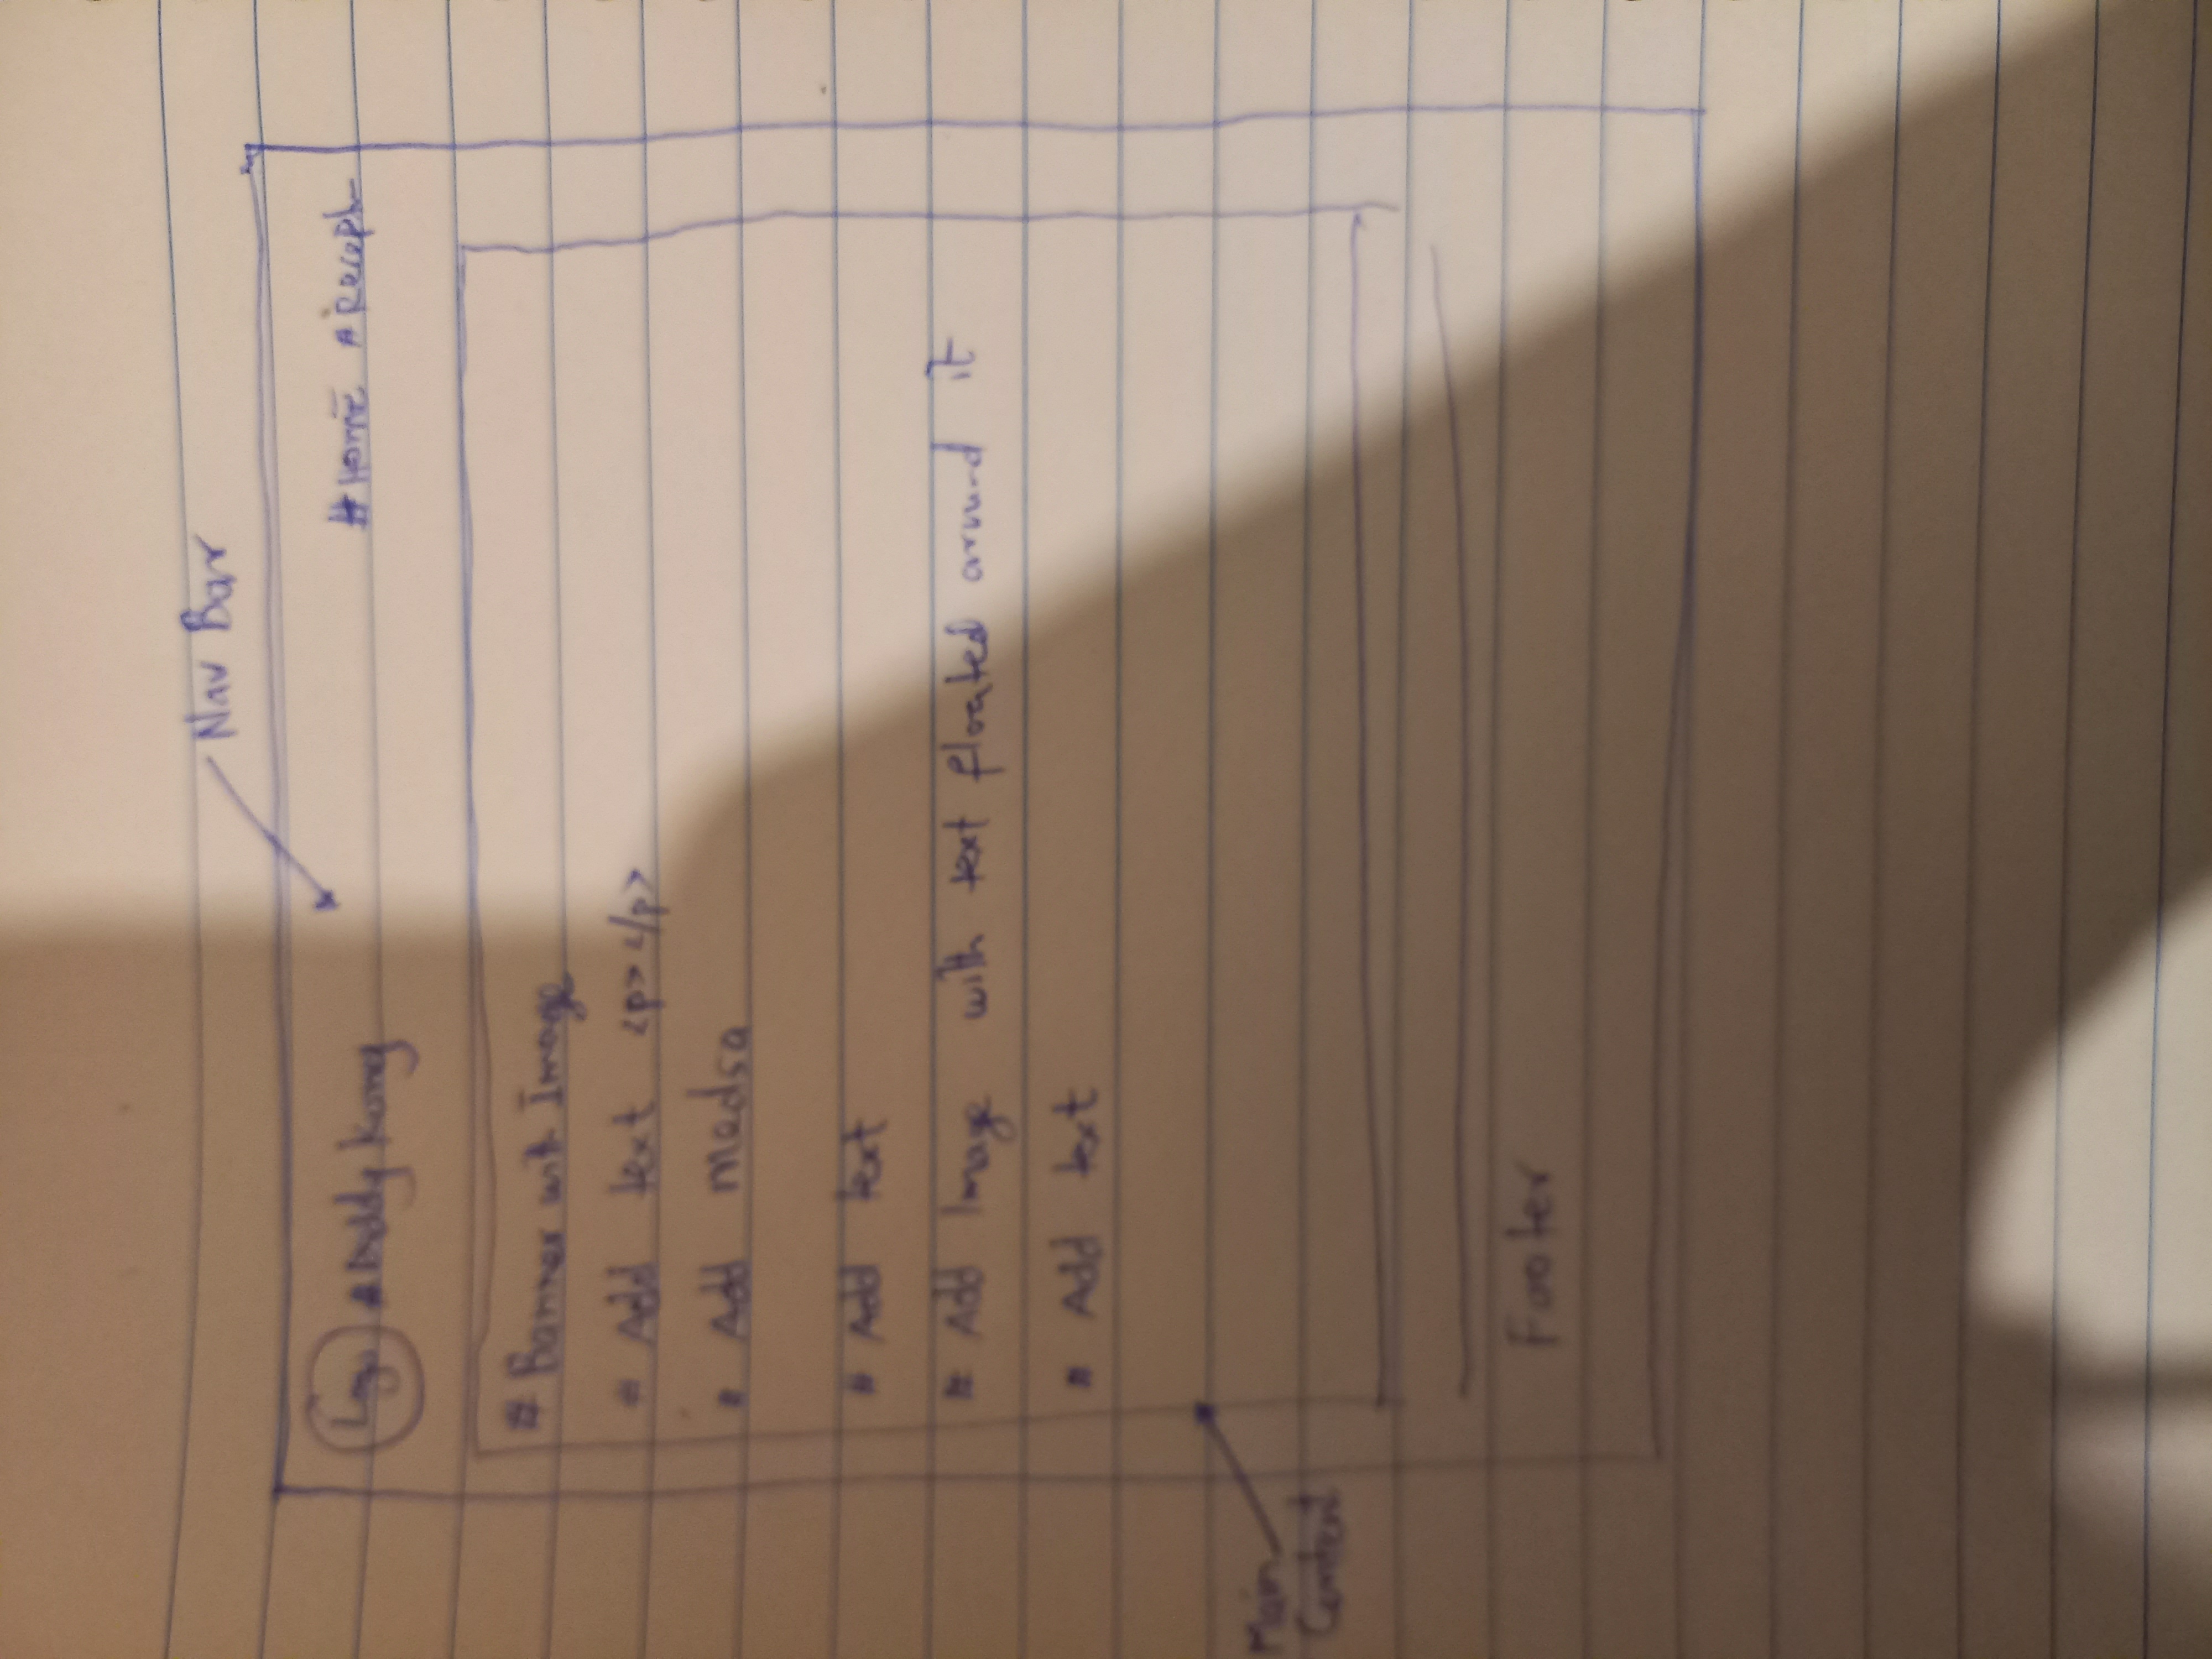 Nav Bar
Logo # Diddy Kong # Home # Recept
# Banner with Image
# Add text <p></p>
# Add media
# Add text
# Add Image with text floated around it
# Add text
Main
Content
Footer